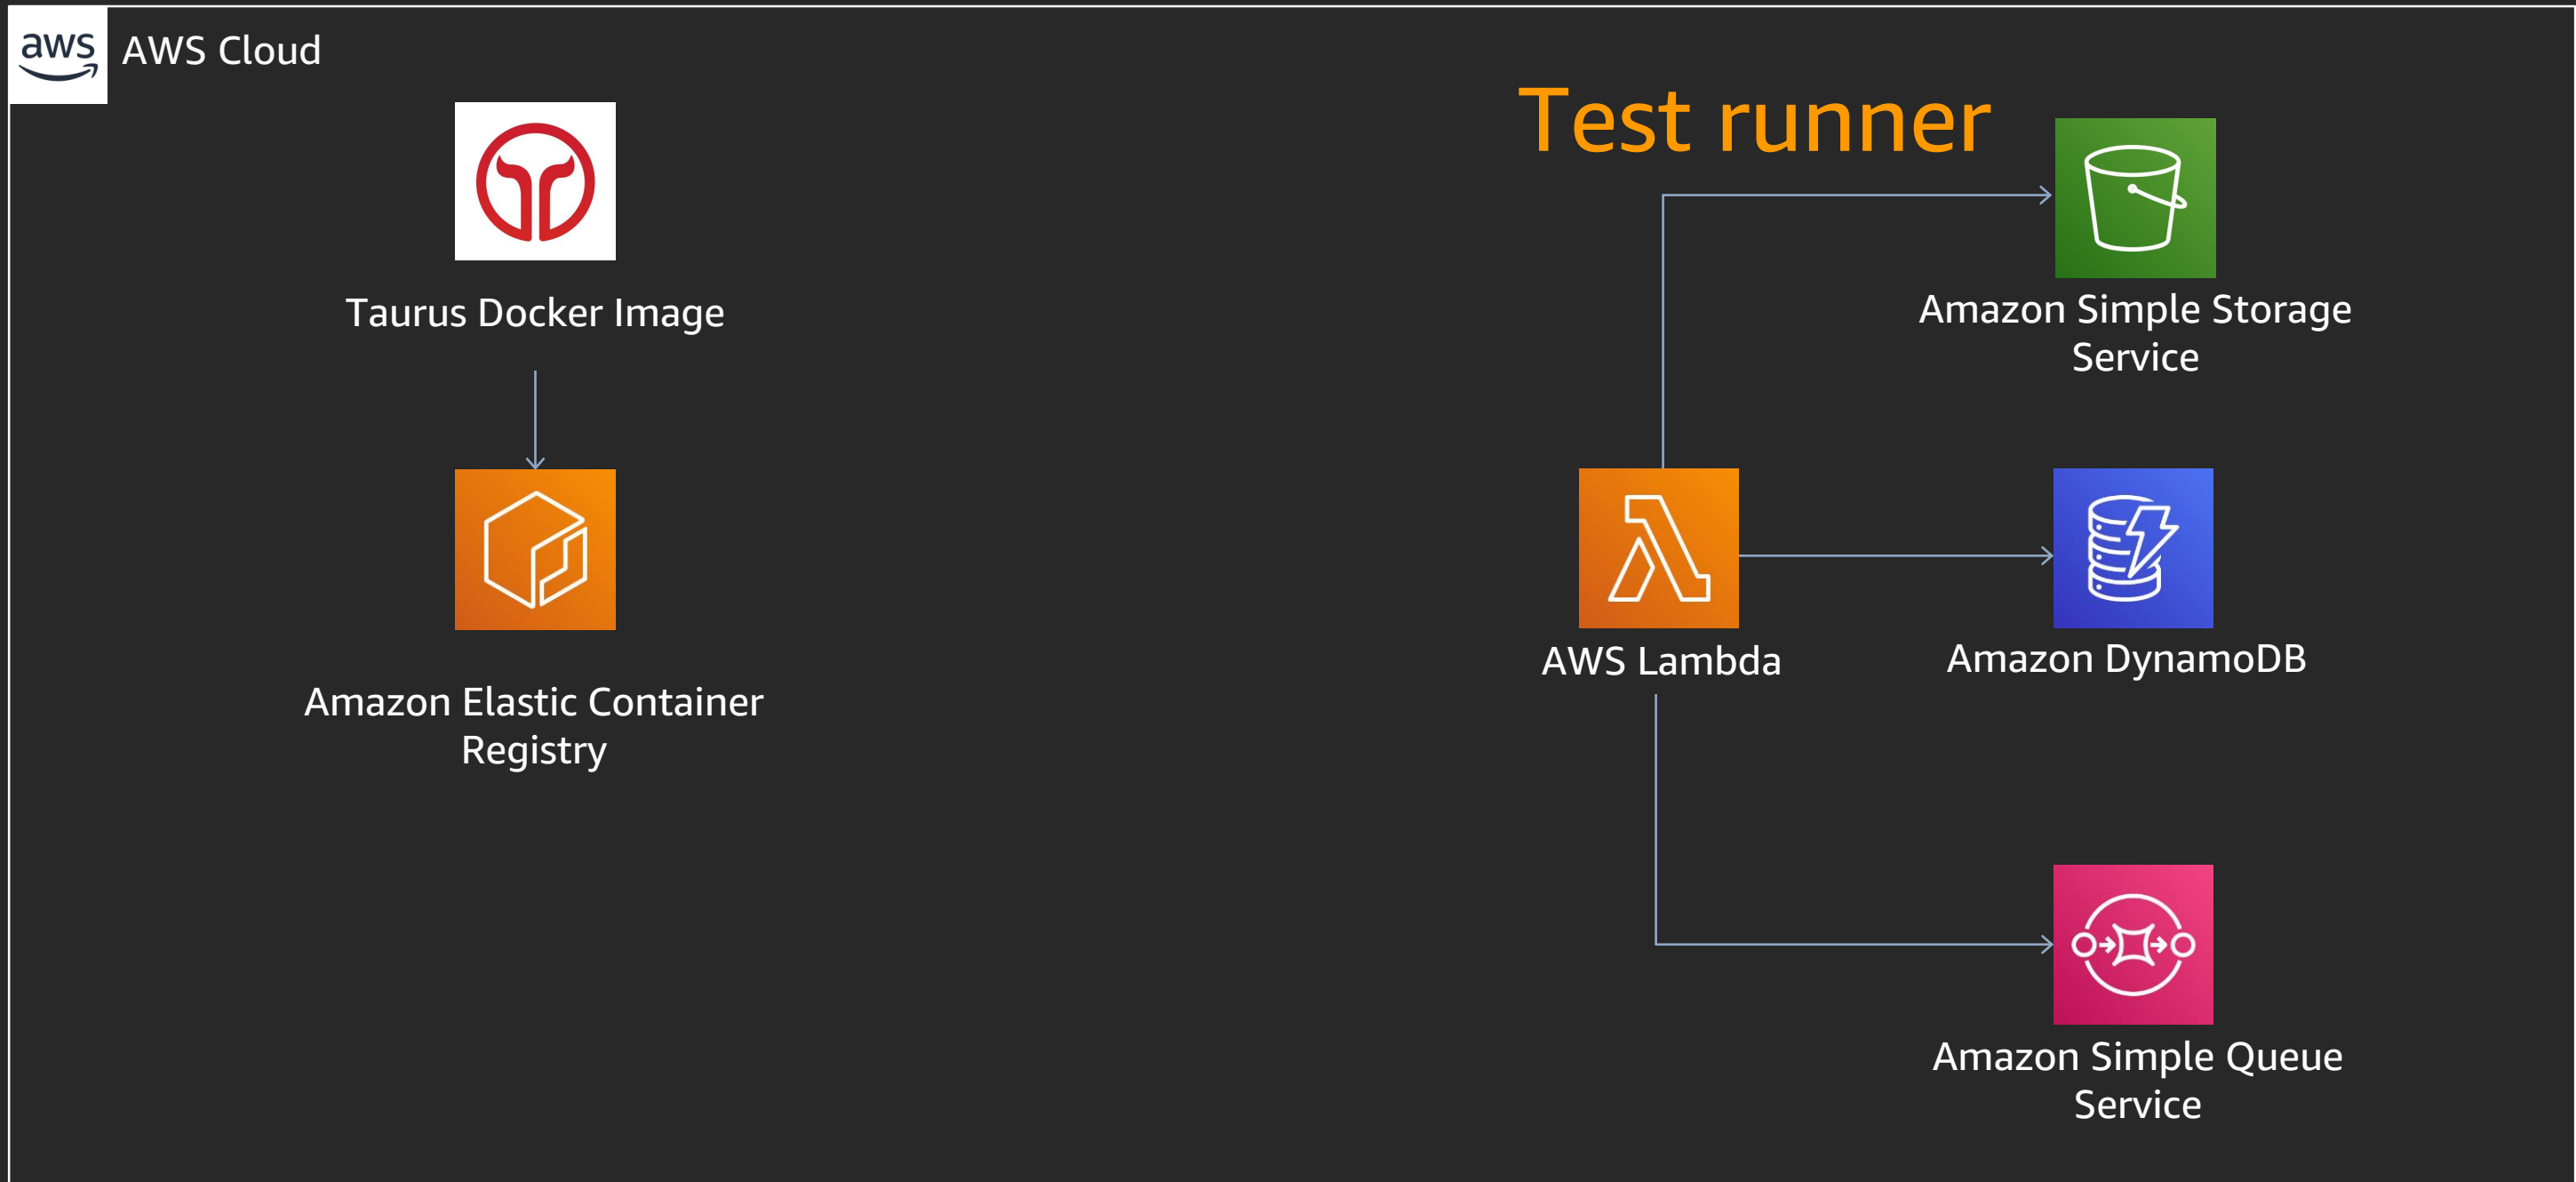 aws
AWS Cloud
Test runner
Taurus Docker Image
Amazon Simple Storage
Service
Amazon Elastic Container
Registry
AWS Lambda
Amazon DynamoDB
Amazon Simple Queue
Service